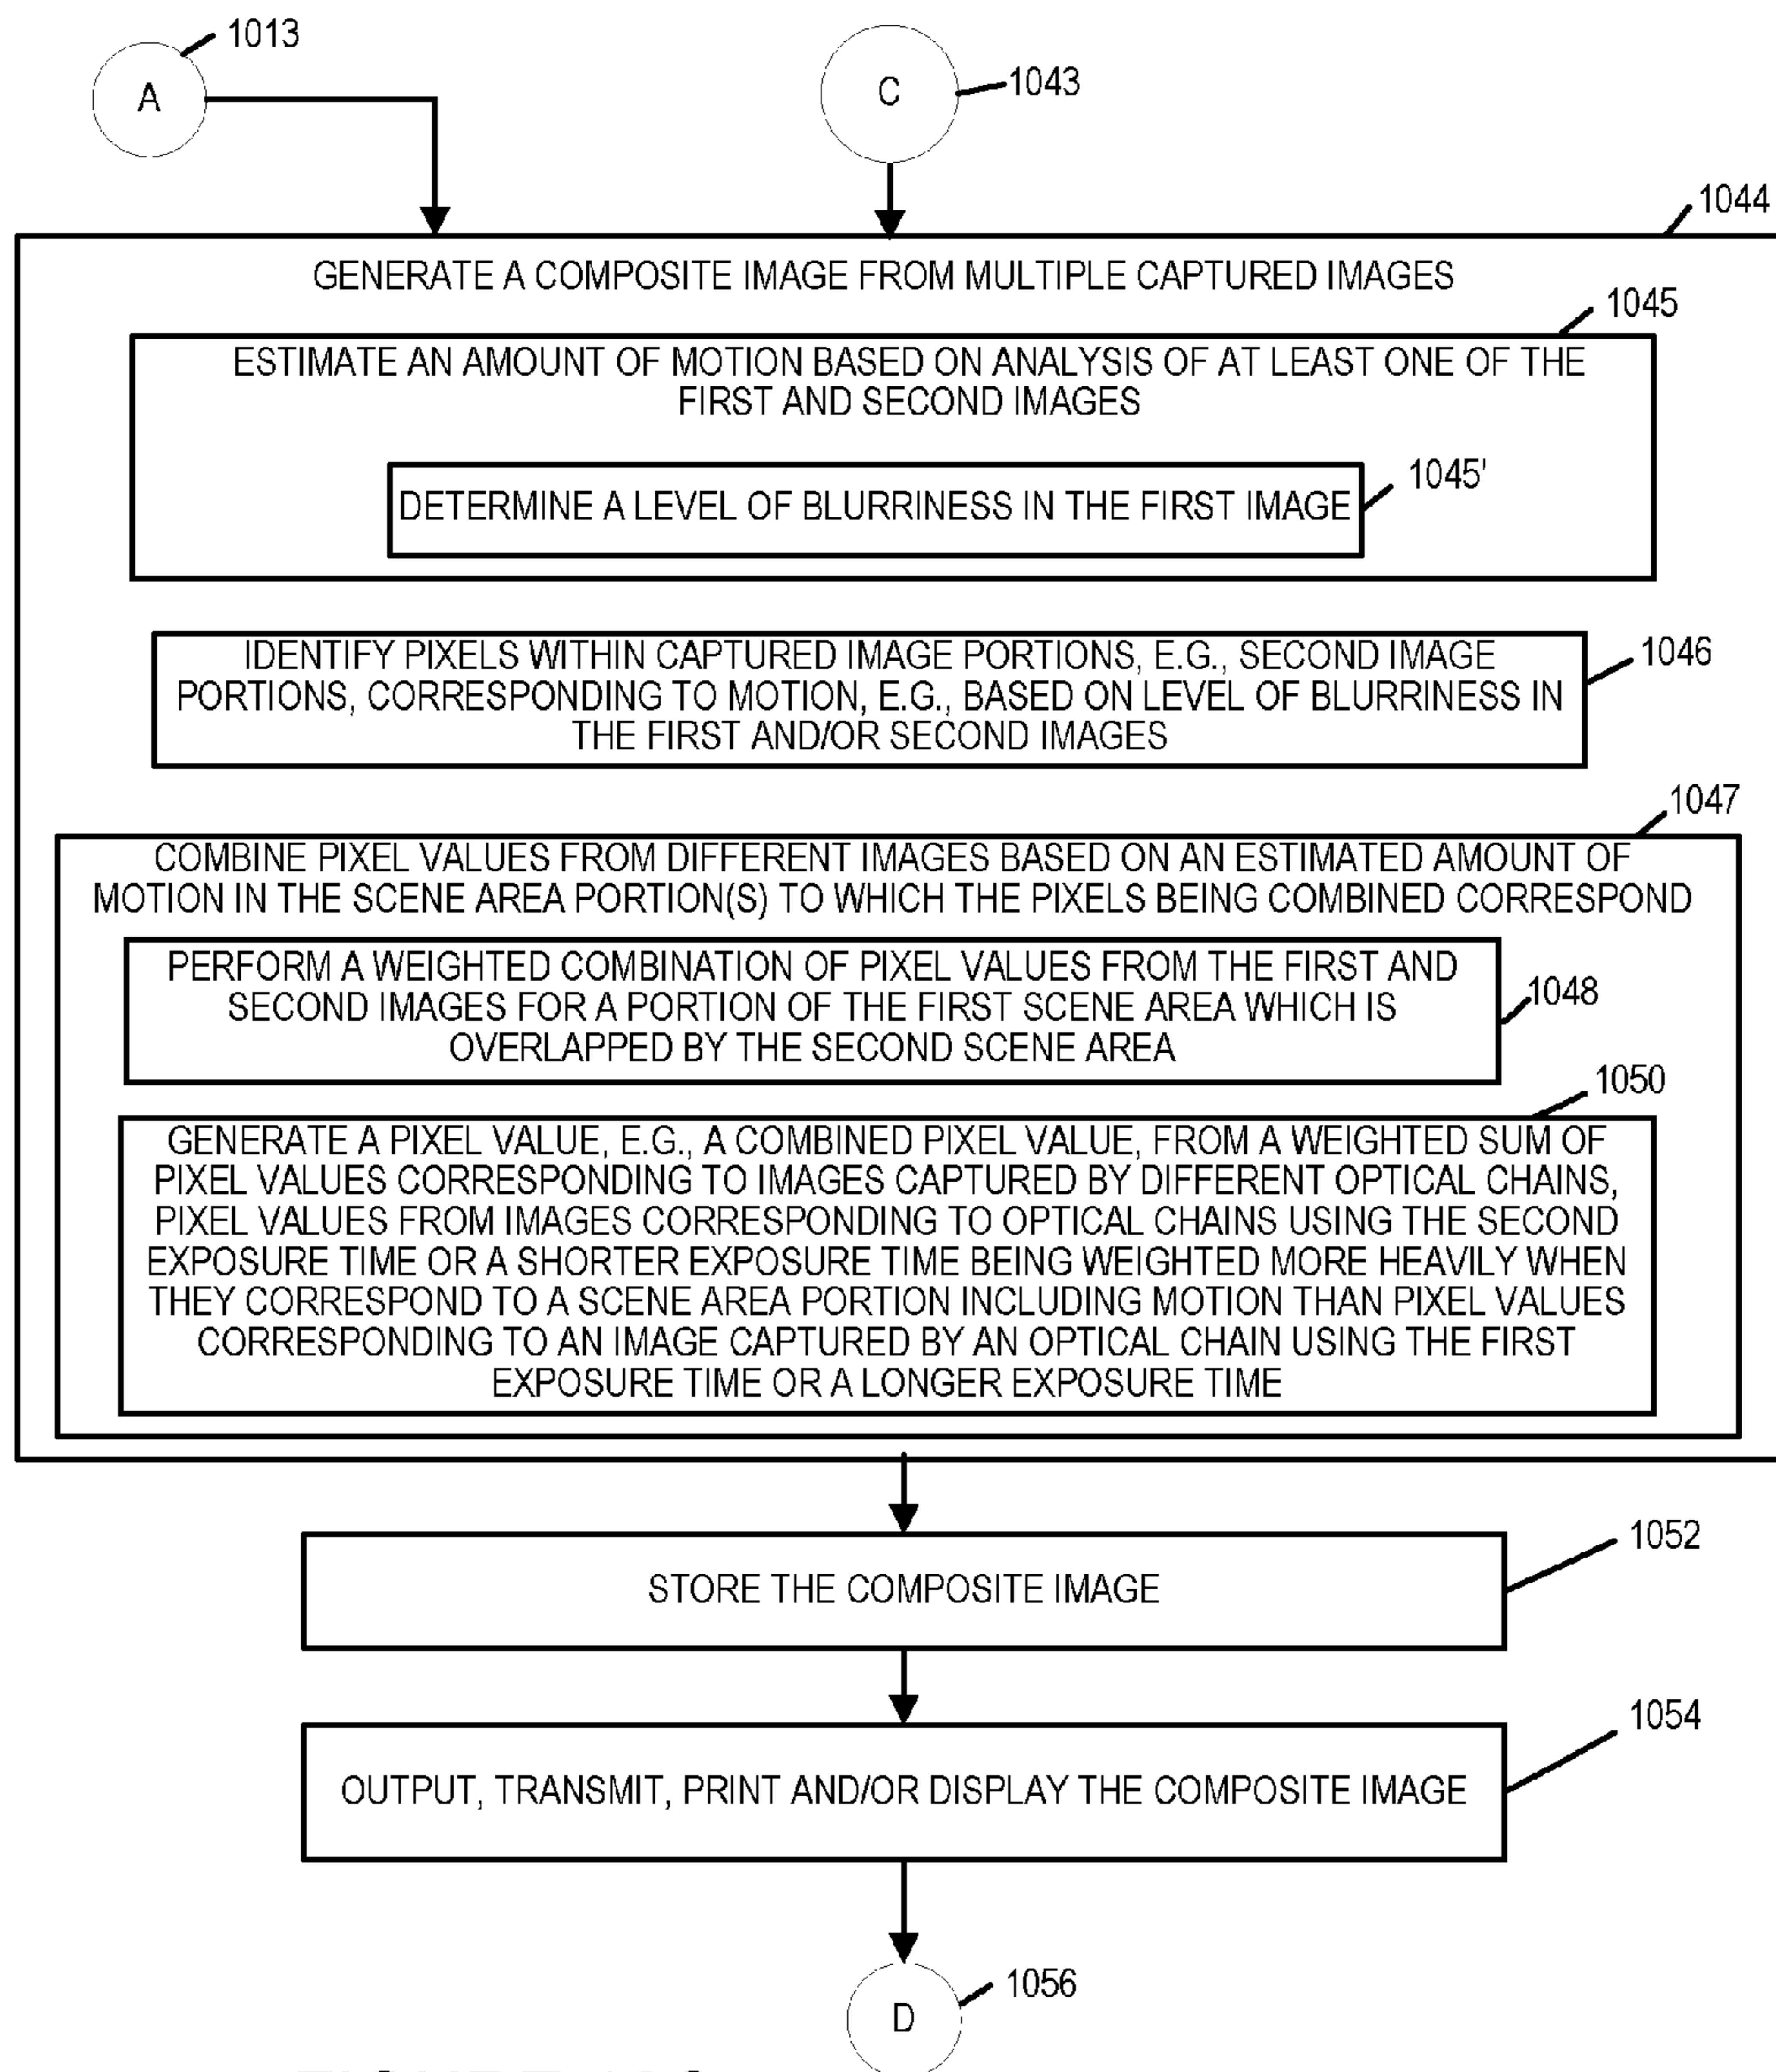 1013
A
C
1043
1044
GENERATE A COMPOSITE IMAGE FROM MULTIPLE CAPTURED IMAGES
1045
ESTIMATE AN AMOUNT OF MOTION BASED ON ANALYSIS OF AT LEAST ONE OF THE
FIRST AND SECOND IMAGES
DETERMINE A LEVEL OF BLURRINESS IN THE FIRST IMAGE
1045'
IDENTIFY PIXELS WITHIN CAPTURED IMAGE PORTIONS, E.G., SECOND IMAGE
PORTIONS, CORRESPONDING TO MOTION, E.G., BASED ON LEVEL OF BLURRINESS IN
THE FIRST AND/OR SECOND IMAGES
1046
1047
COMBINE PIXEL VALUES FROM DIFFERENT IMAGES BASED ON AN ESTIMATED AMOUNT OF
MOTION IN THE SCENE AREA PORTION(S) TO WHICH THE PIXELS BEING COMBINED CORRESPOND
PERFORM A WEIGHTED COMBINATION OF PIXEL VALUES FROM THE FIRST AND
SECOND IMAGES FOR A PORTION OF THE FIRST SCENE AREA WHICH IS
OVERLAPPED BY THE SECOND SCENE AREA
1048
1050
GENERATE A PIXEL VALUE, E.G., A COMBINED PIXEL VALUE, FROM A WEIGHTED SUM OF
PIXEL VALUES CORRESPONDING TO IMAGES CAPTURED BY DIFFERENT OPTICAL CHAINS,
PIXEL VALUES FROM IMAGES CORRESPONDING TO OPTICAL CHAINS USING THE SECOND
EXPOSURE TIME OR A SHORTER EXPOSURE TIME BEING WEIGHTED MORE HEAVILY WHEN
THEY CORRESPOND TO A SCENE AREA PORTION INCLUDING MOTION THAN PIXEL VALUES
CORRESPONDING TO AN IMAGE CAPTURED BY AN OPTICAL CHAIN USING THE FIRST
EXPOSURE TIME OR A LONGER EXPOSURE TIME
1052
STORE THE COMPOSITE IMAGE
1054
OUTPUT, TRANSMIT, PRINT AND/OR DISPLAY THE COMPOSITE IMAGE
1056
D